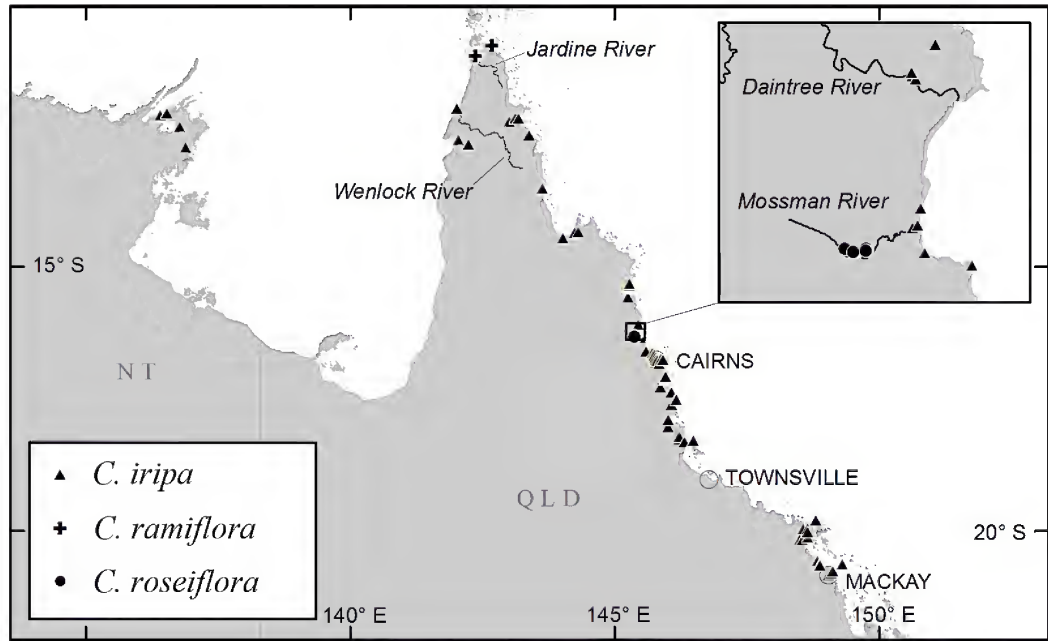 Jardine River
Daintree River
Wenlock River
Mossman River
15° S
CAIRNS
NT
C. iripa
TOWNSVILLE
QLD
C. ramiflora
20° S
C. roseiflora
MACKAY
140° E
145° E
150° E